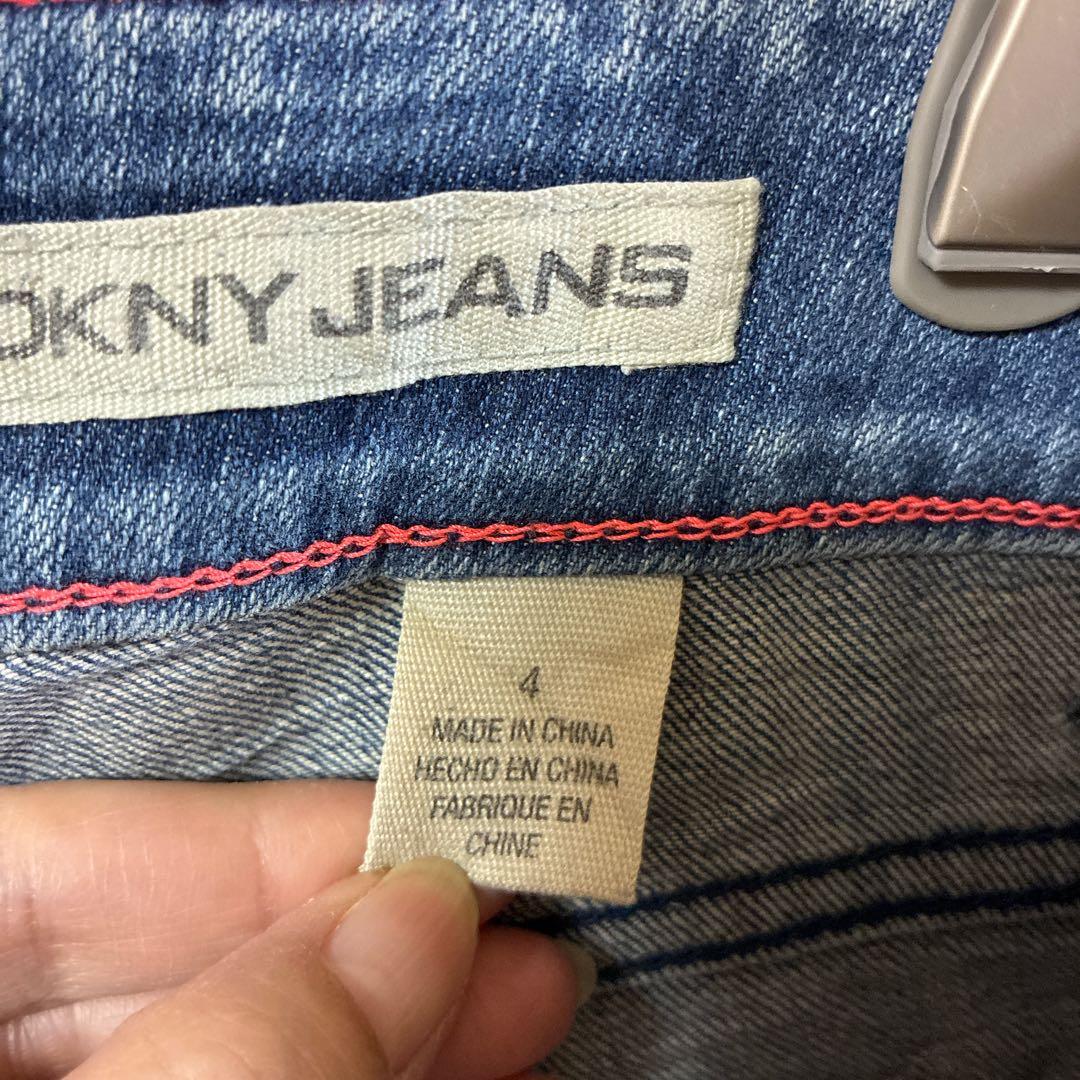 DKNY JEANS
4
MADE IN CHINA
HECHO EN CHINA
FABRIQUE EN
CHINE